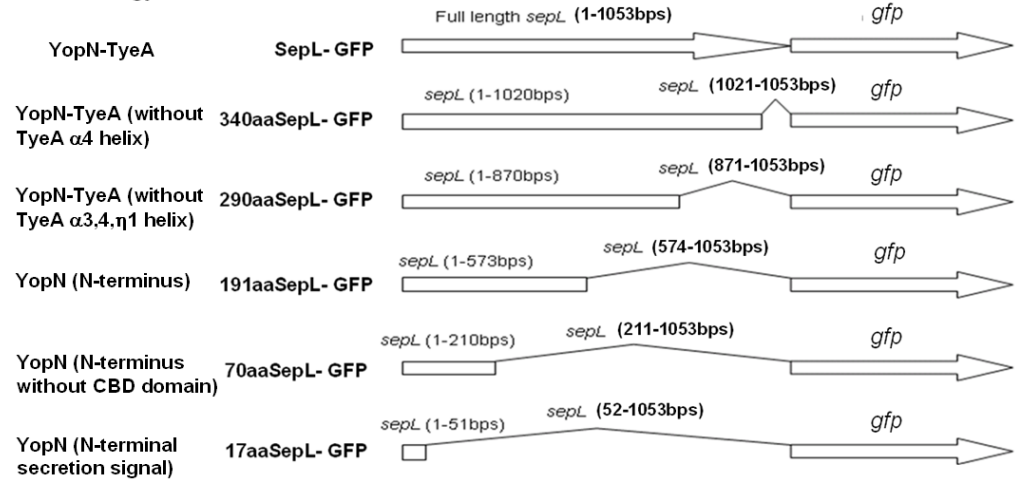 Full length sepL (1-1053bps) gfp
YopN-TyeA SepL- GFP
sepL (1-1020bps) sepL (1021-1053bps) gfp
YopN-TyeA (without
TyeA α4 helix)
340aaSepL- GFP
sepL (1-870bps) sepL (871-1053bps) gfp
YopN-TyeA (without
TyeA α3,4,η1 helix)
290aaSepL- GFP
sepL (1-573bps) sepL (574-1053bps) gfp
YopN (N-terminus) 191aaSepL- GFP
sepL (1-210bps) sepL (211-1053bps) gfp
YopN (N-terminus
without CBD domain)
70aaSepL- GFP
sepL (1-51bps) sepL (52-1053bps) gfp
YopN (N-terminal
secretion signal)
17aaSepL- GFP